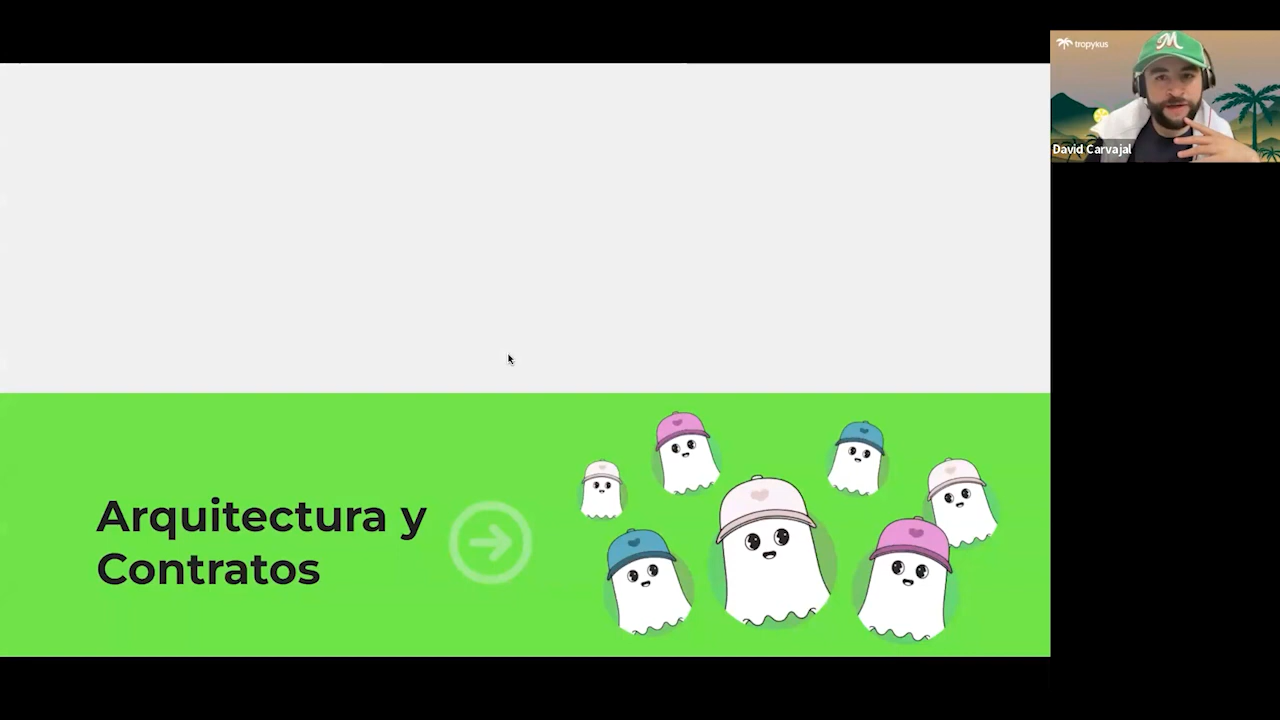 tropykus
M
David Carvajal
Arquitectura y
Contratos